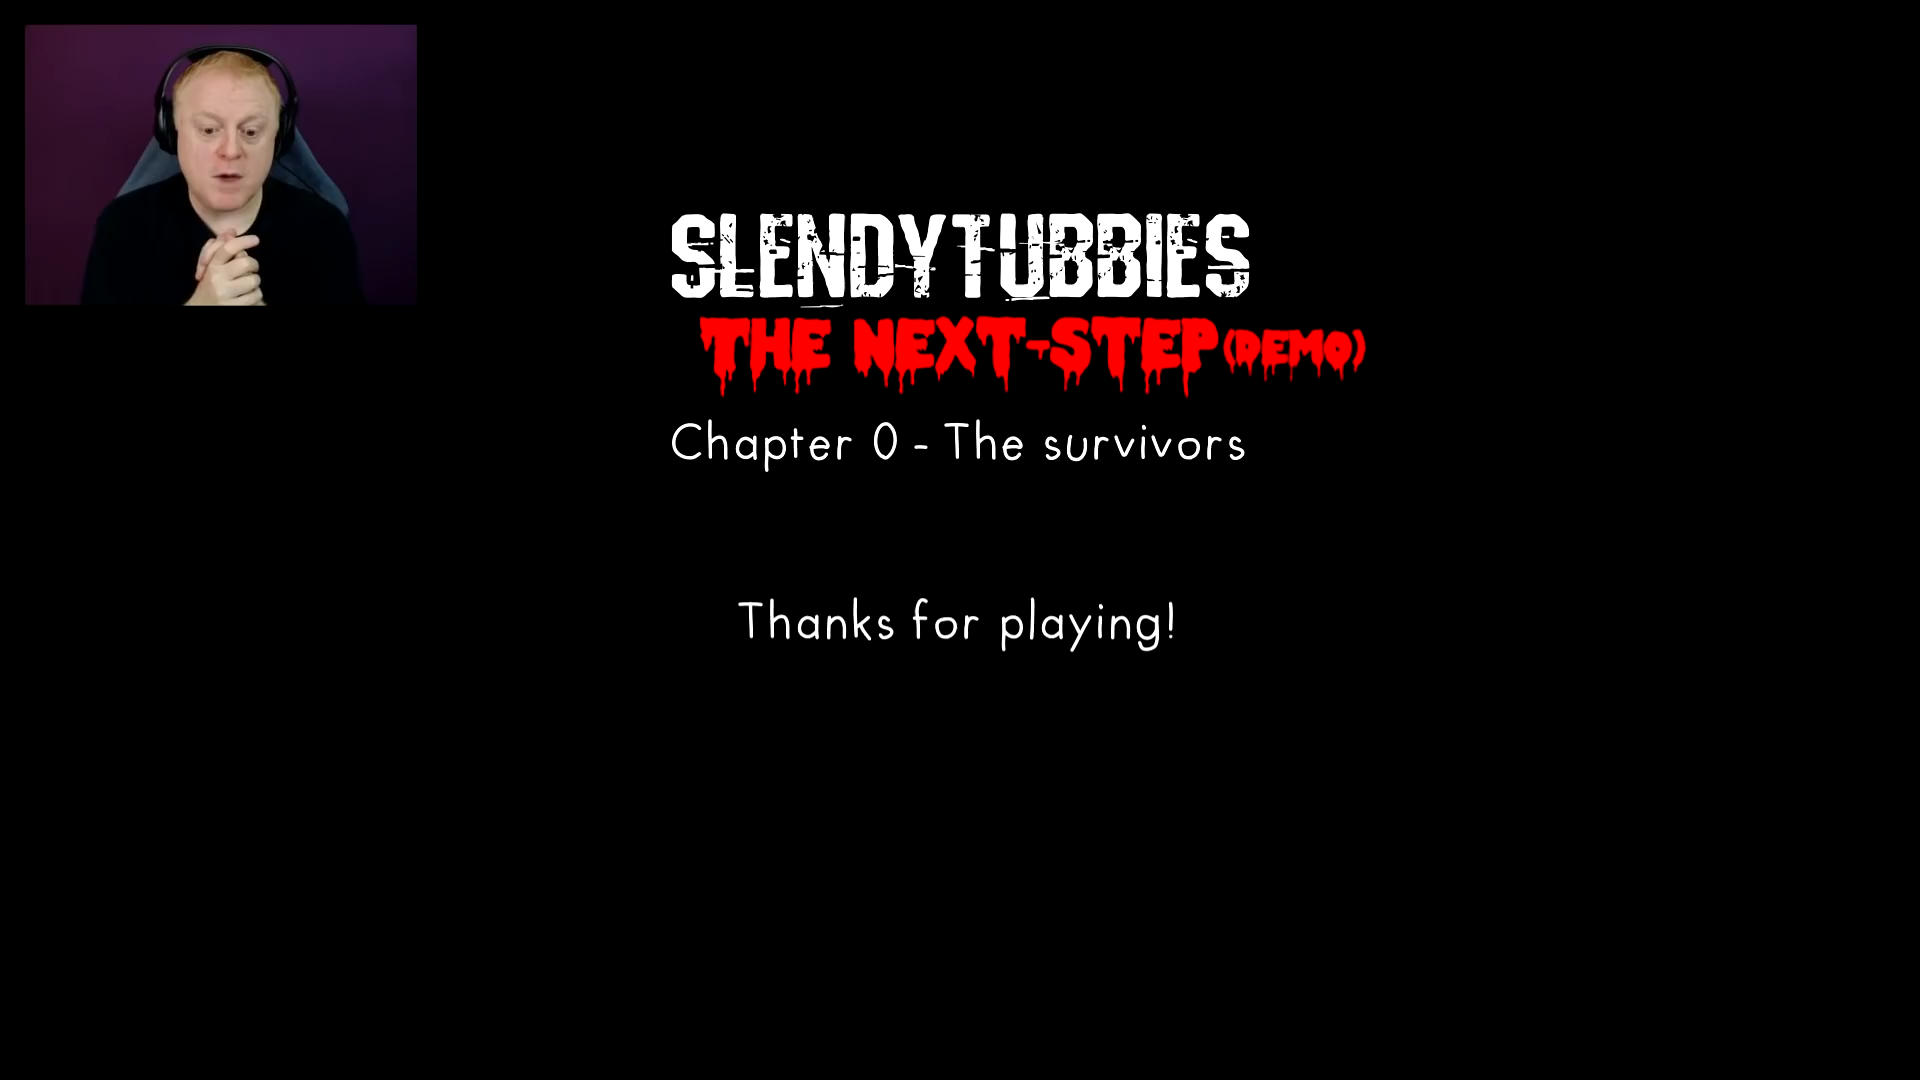 SLENDYTUBBIES
THE NEXT-STEP (DEMO)
Chapter 0 - The survivors
Thanks for playing!